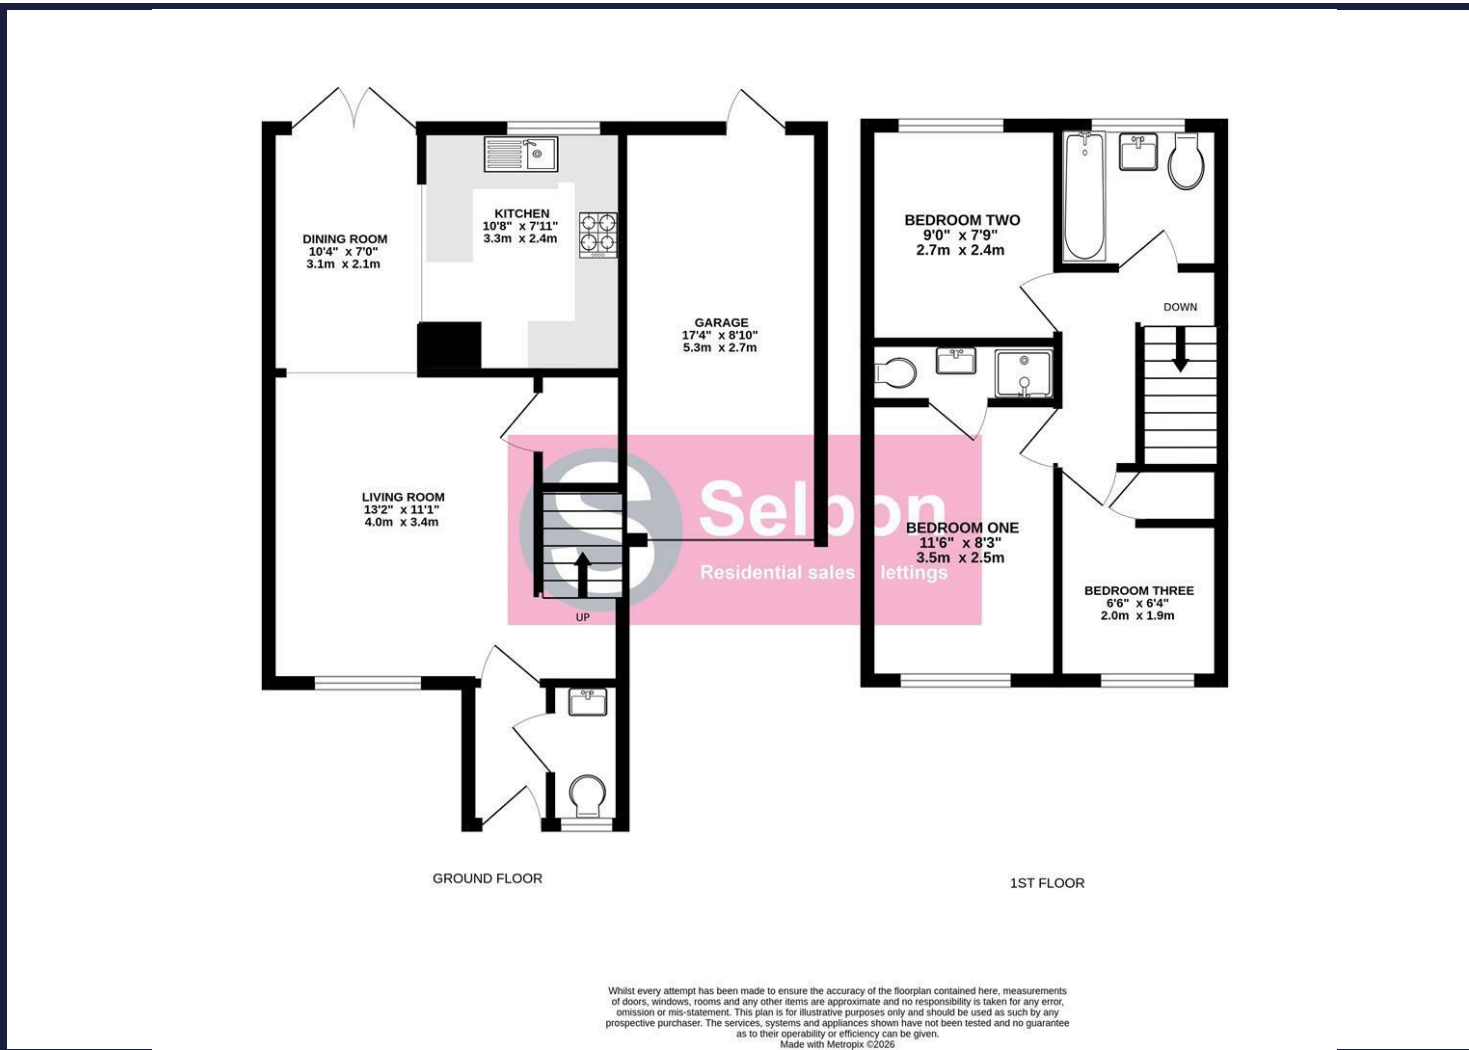 DINING ROOM
10'4" x 7'0"
3.1m x 2.1m
KITCHEN
10'8" x 7'11"
3.3m x 2.4m
GARAGE
17'4" x 8'10"
5.3m x 2.7m
LIVING ROOM
13'2" x 11'1"
4.0m x 3.4m
UP
GROUND FLOOR
BEDROOM TWO
9'0" x 7'9"
2.7m x 2.4m
DOWN
BEDROOM ONE
11'6" x 8'3"
3.5m x 2.5m
BEDROOM THREE
6'6" x 6'4"
2.0m x 1.9m
1ST FLOOR
S
Selbon
Residential sales lettings
Whilst every attempt has been made to ensure the accuracy of the floorplan contained here, measurements
of doors, windows, rooms and any other items are approximate and no responsibility is taken for any error,
omission or mis-statement. This plan is for illustrative purposes only and should be used as such by any
prospective purchaser. The services, systems and appliances shown have not been tested and no guarantee
as to their operability or efficiency can be given.
Made with Metropix ©2026